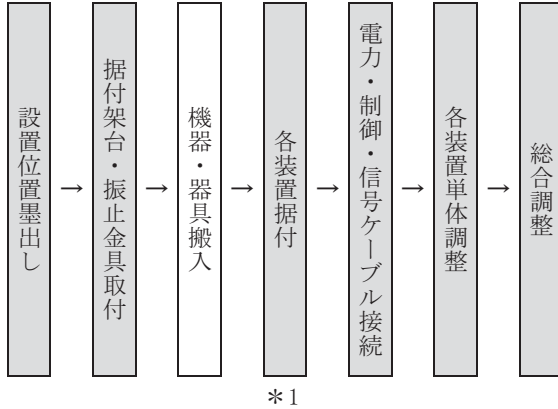 設置位置墨出し
→
据付架台・振止金具取付
→
機器・器具搬入
→
各装置据付
→
電力・制御・信号ケーブル接続
→
各装置単体調整
→
総合調整
＊1